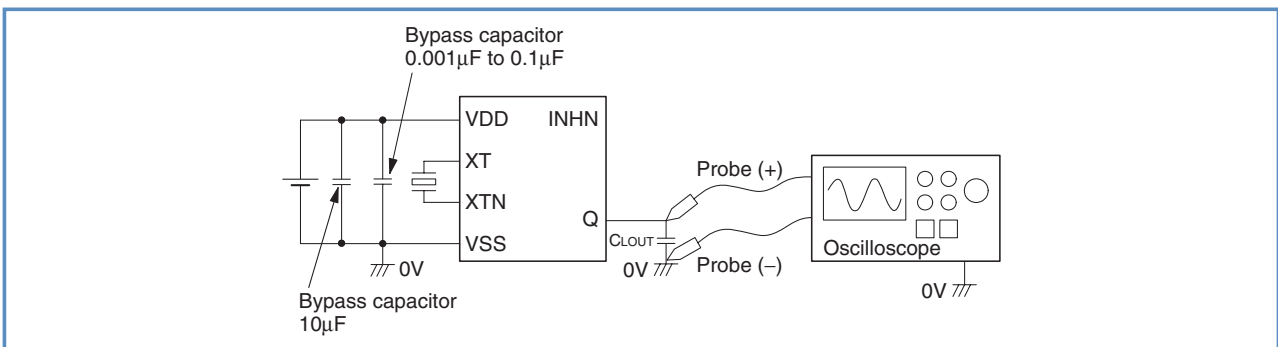 Bypass capacitor
0.001μF to 0.1μF
VDD
INHN
XT
XTN
Q
VSS
0V
Bypass capacitor
10μF
CLOUT
0V
Probe (+)
Probe (−)
Oscilloscope
0V